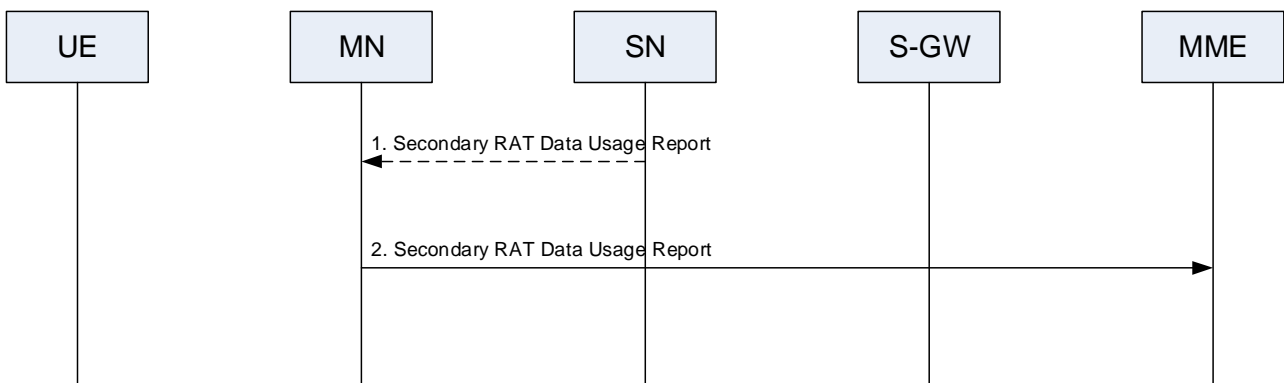 UE
MN
SN
S-GW
MME
1. Secondary RAT Data Usage Report
2. Secondary RAT Data Usage Report